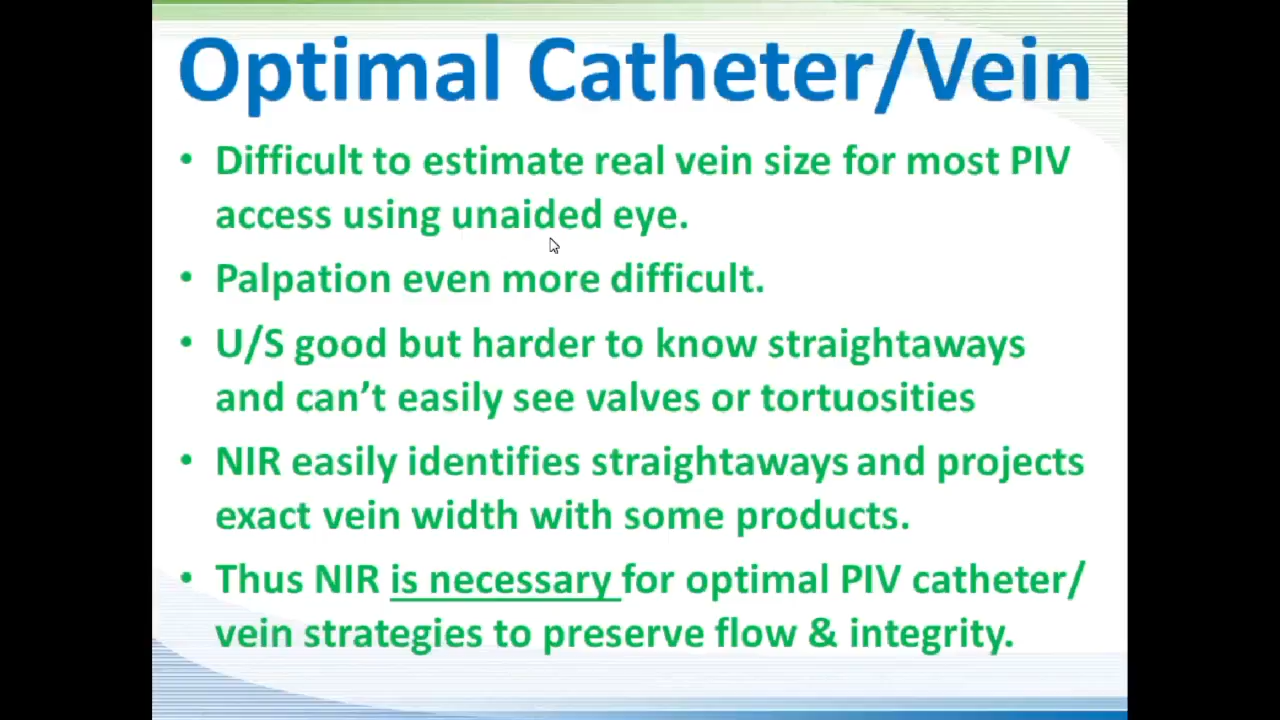 Optimal Catheter/Vein
• Difficult to estimate real vein size for most PIV
access using unaided eye.
• Palpation even more difficult.
• U/S good but harder to know straightaways
and can’t easily see valves or tortuosities
• NIR easily identifies straightaways and projects
exact vein width with some products.
• Thus NIR is necessary for optimal PIV catheter/
vein strategies to preserve flow & integrity.